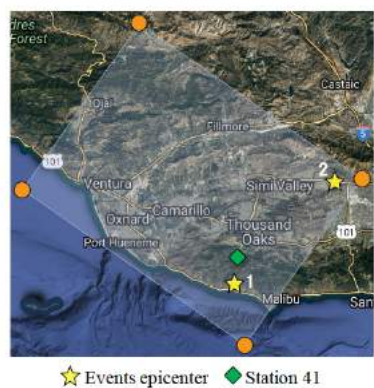 dres
Forest
Ojai
Castaic
Fillmore
5
101
2
Ventura
Simi Valley
Oxnard
Camarillo
101
Thousand
Oaks
Port Hueneme
1
Malibu
San
Events epicenter Station 41